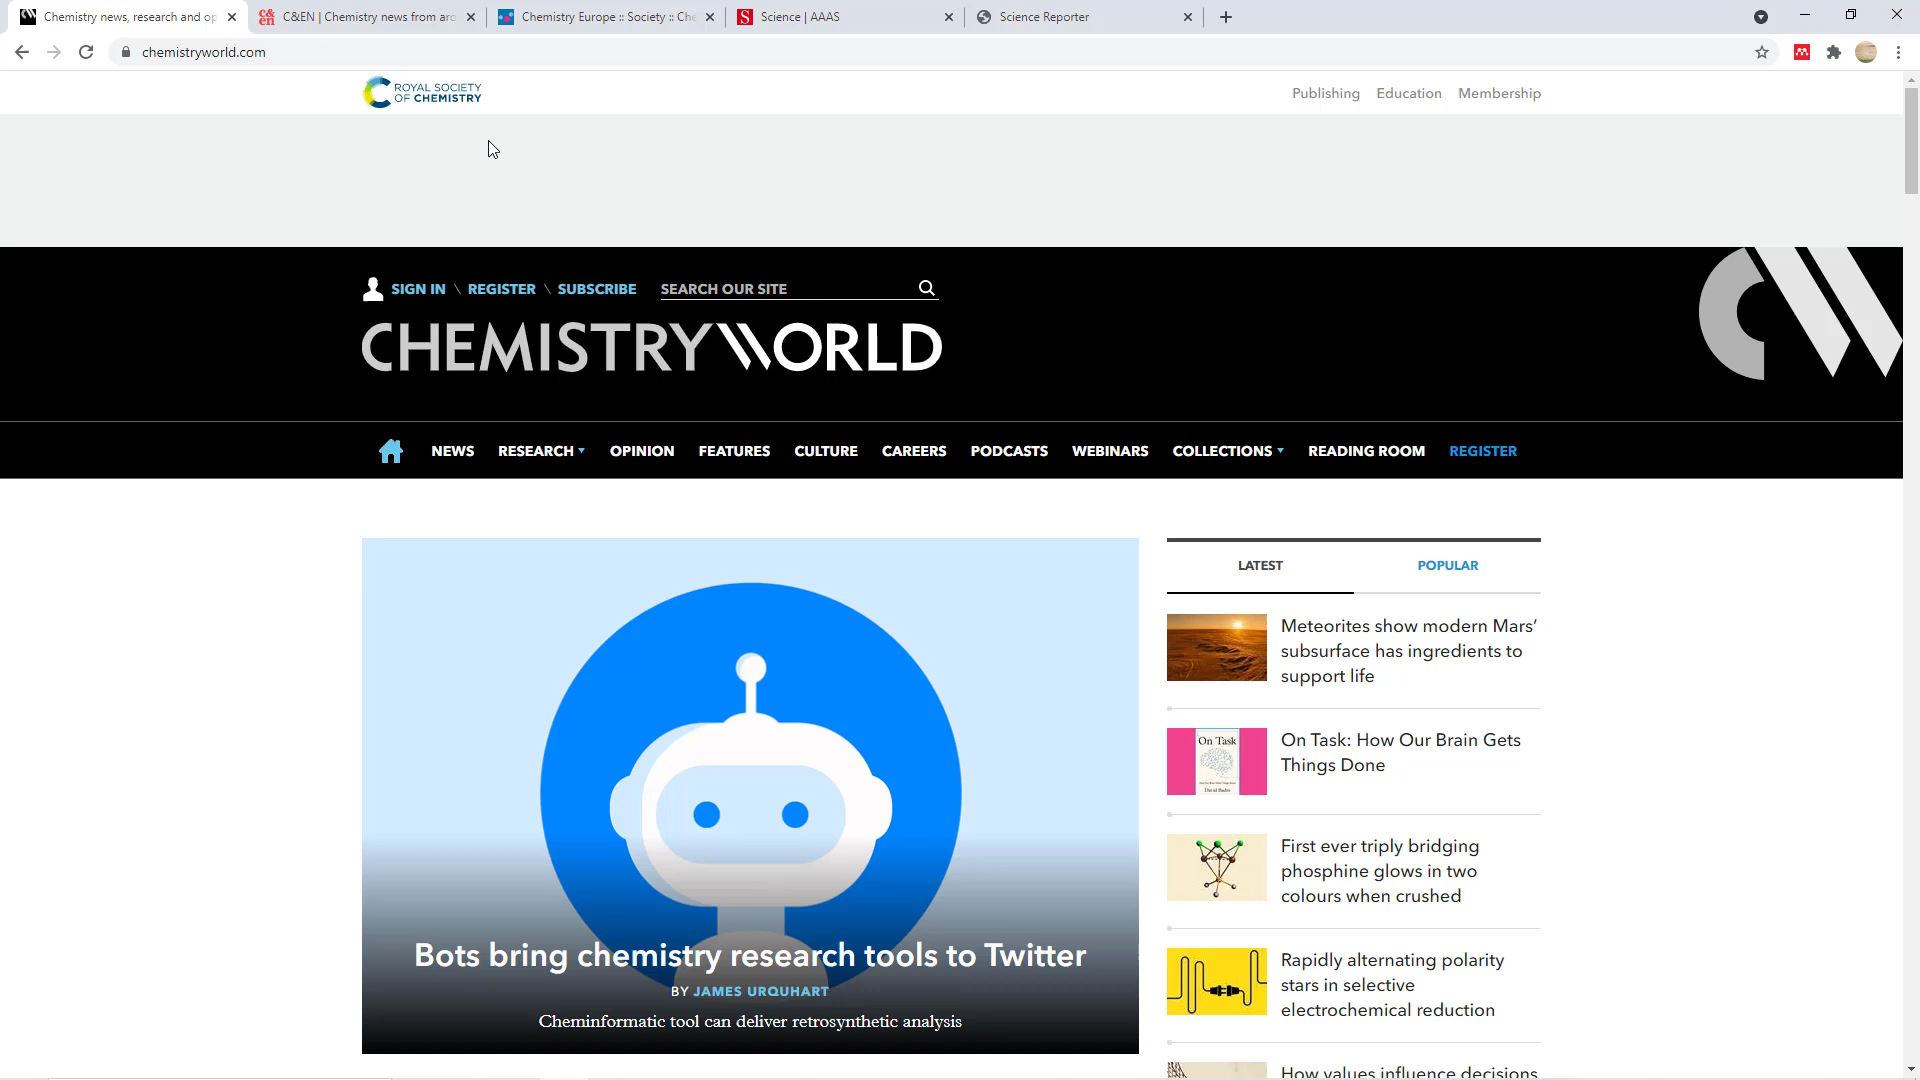 Chemistry news, research and op
C&EN | Chemistry news from aro
Chemistry Europe :: Society :: Che
Science | AAAS
Science Reporter
chemistryworld.com
ROYAL SOCIETY
OF CHEMISTRY
Publishing Education Membership
SIGN IN \ REGISTER \ SUBSCRIBE SEARCH OUR SITE
CHEMISTRY WORLD
NEWS RESEARCH OPINION FEATURES CULTURE CAREERS PODCASTS WEBINARS COLLECTIONS READING ROOM REGISTER
Bots bring chemistry research tools to Twitter
BY JAMES URQUHART
Cheminformatic tool can deliver retrosynthetic analysis
LATEST POPULAR
Meteorites show modern Mars’
subsurface has ingredients to
support life
On Task
On Task: How Our Brain Gets
Things Done
First ever triply bridging
phosphine glows in two
colours when crushed
Rapidly alternating polarity
stars in selective
electrochemical reduction
How values influence decisions